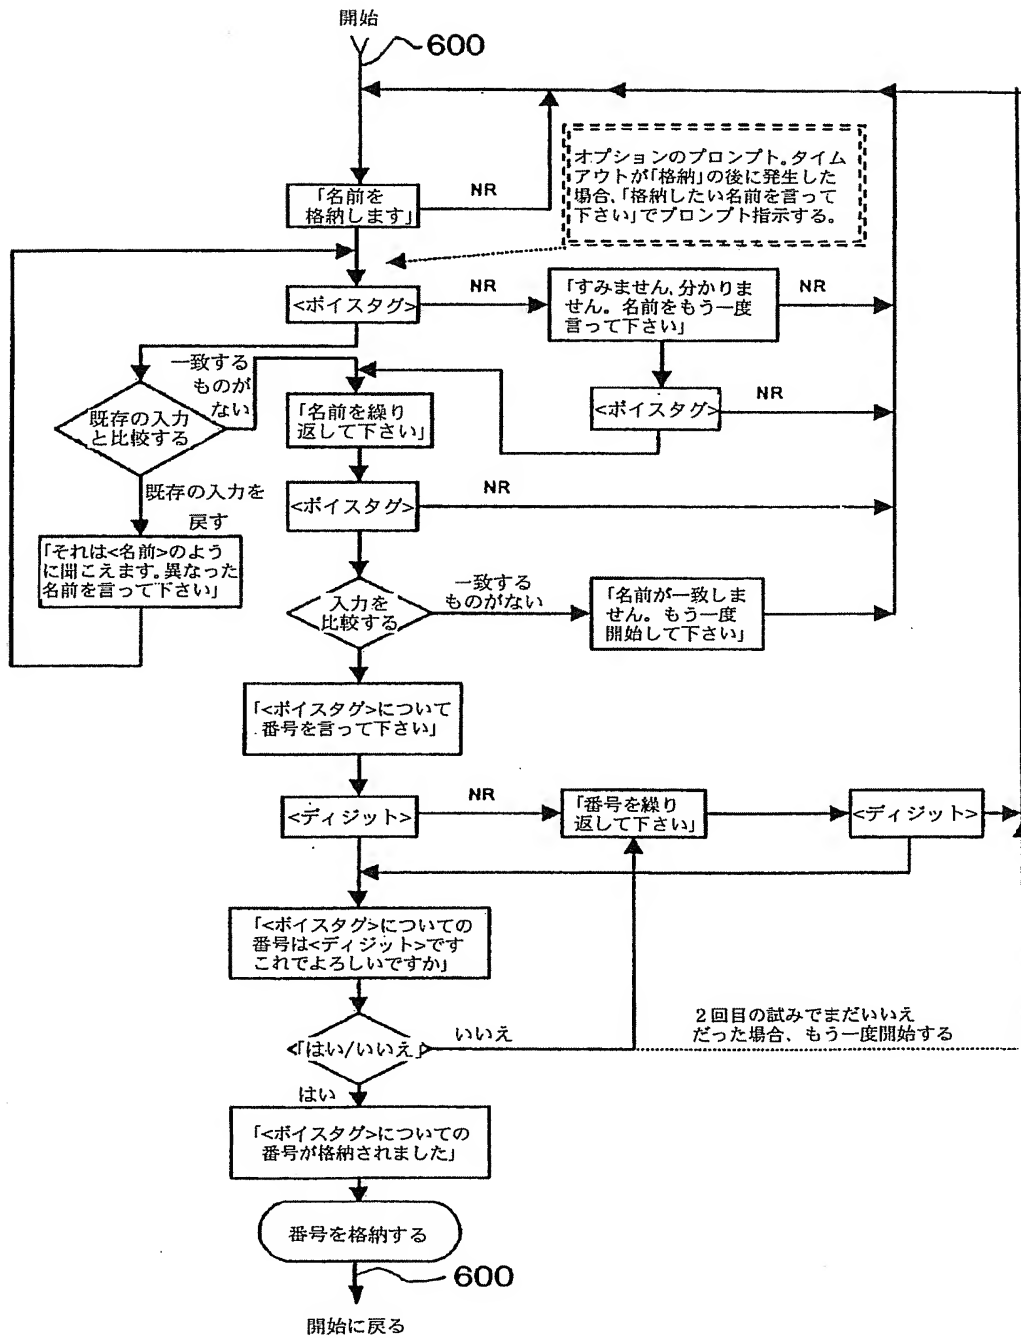 開始
600
オプションのプロンプト。タイム
アウトが「格納」の後に発生した
場合、「格納したい名前を言って
下さい」でプロンプト指示する。
「名前を
格納します」
NR
<ボイスタグ>
NR
「すみません、分かりま
せん。名前をもう一度
言って下さい」
NR
一致する
ものが
ない
既存の入力
と比較する
「名前を繰り
返して下さい」
<ボイスタグ>
NR
既存の入力を
戻す
<ボイスタグ>
NR
「それは<名前>のよう
に聞こえます。異なった
名前を言って下さい」
入力を
比較する
一致する
ものがない
「名前が一致しま
せん。もう一度
開始して下さい」
「<ボイスタグ>について
番号を言って下さい」
<ディジット>
NR
「番号を繰り
返して下さい」
<ディジット>
「<ボイスタグ>についての
番号は<ディジット>です
これでよろしいですか」
<「はい/いいえ」
いいえ
2回目の試みでまだいいえ
だった場合、もう一度開始する
はい
「<ボイスタグ>についての
番号が格納されました」
番号を格納する
600
開始に戻る